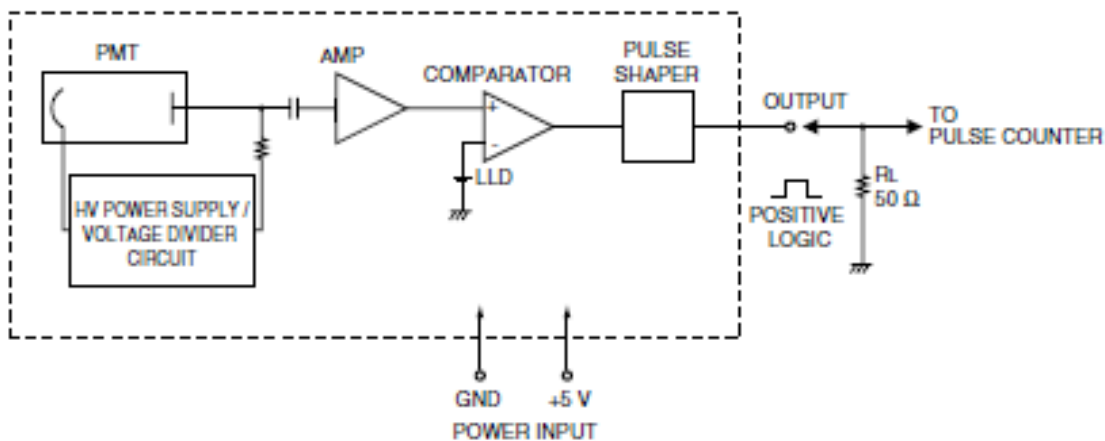 PMT
AMP
COMPARATOR
PULSE
SHAPER
OUTPUT
TO
PULSE COUNTER
+
-
LLD
HV POWER SUPPLY /
VOLTAGE DIVIDER
CIRCUIT
POSITIVE
LOGIC
RL
50 Ω
GND
+5 V
POWER INPUT